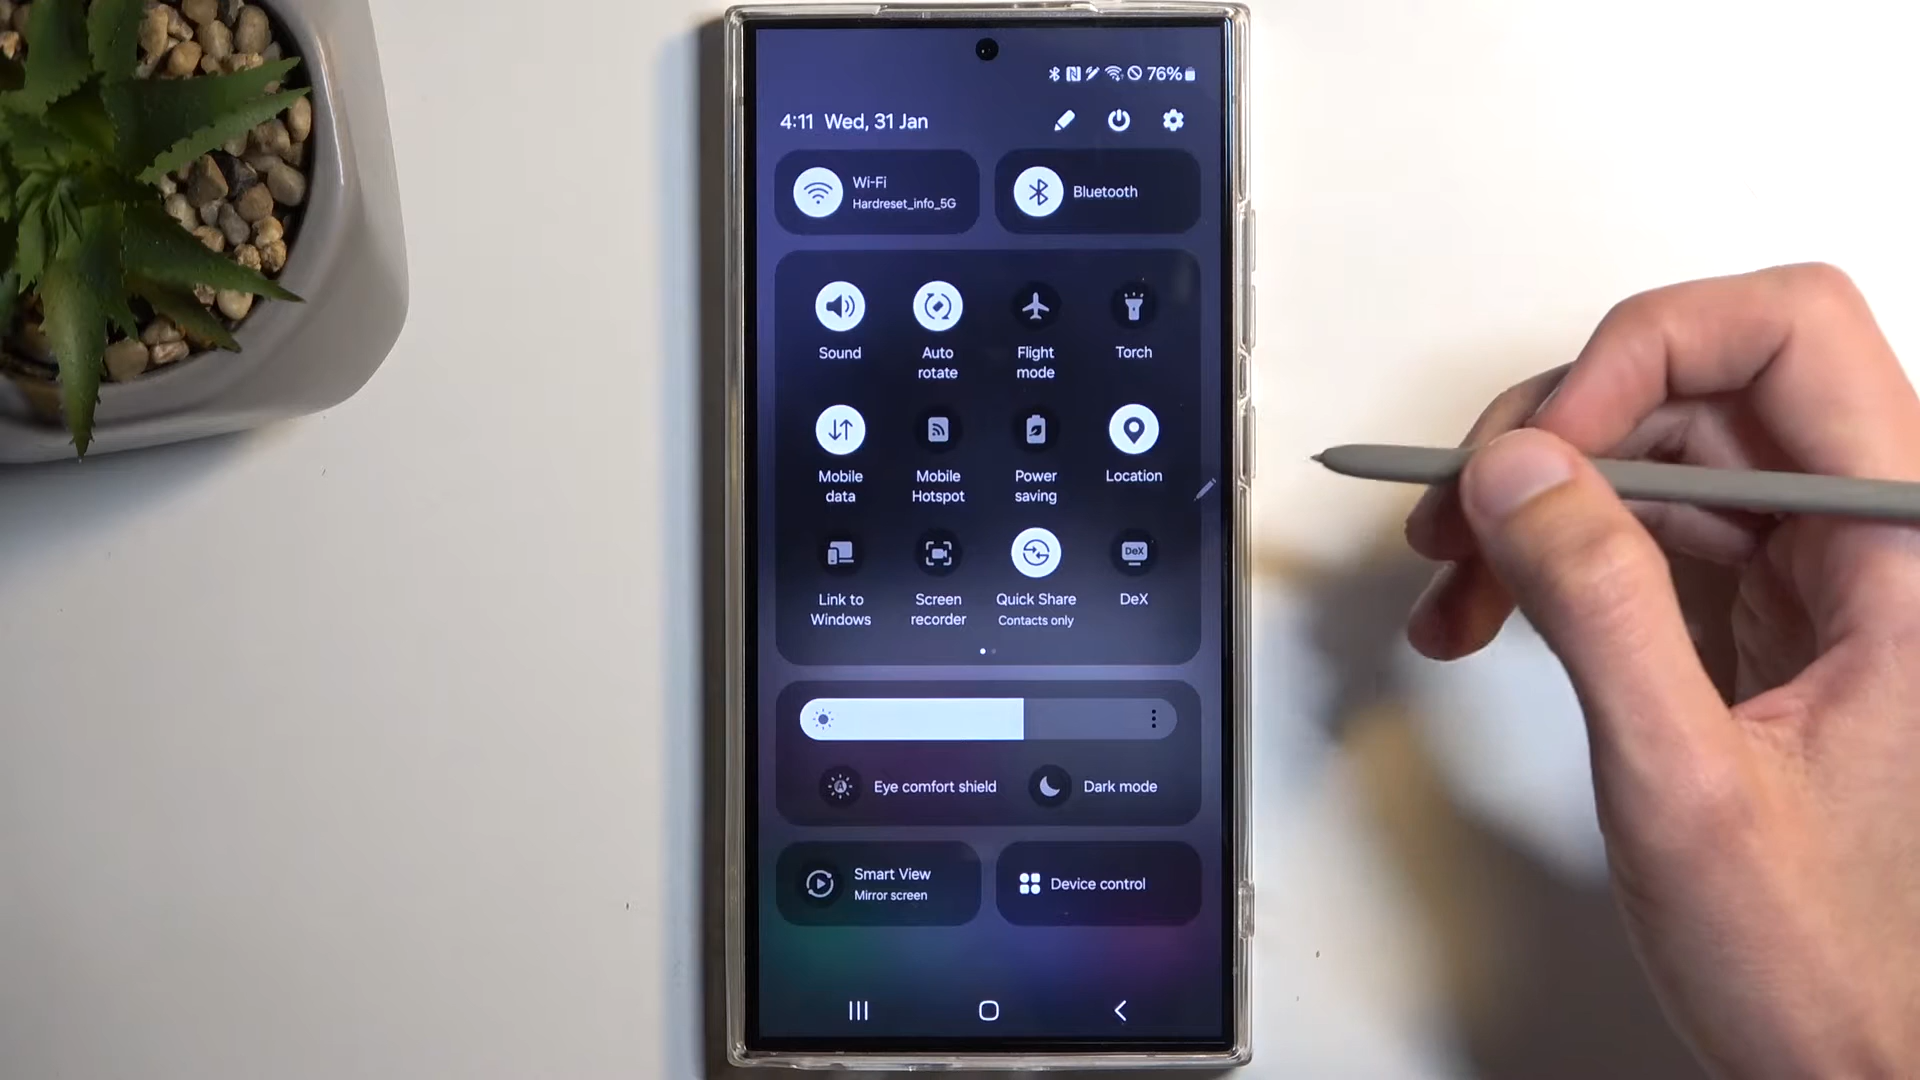 76%
4:11 Wed, 31 Jan
Wi-Fi
Hardreset_info_5G
Bluetooth
Sound
Auto
rotate
Flight
mode
Torch
Mobile
data
Mobile
Hotspot
Power
saving
Location
Link to
Windows
Screen
recorder
Quick Share
Contacts only
DeX
DeX
Eye comfort shield
Dark mode
Smart View
Mirror screen
Device control